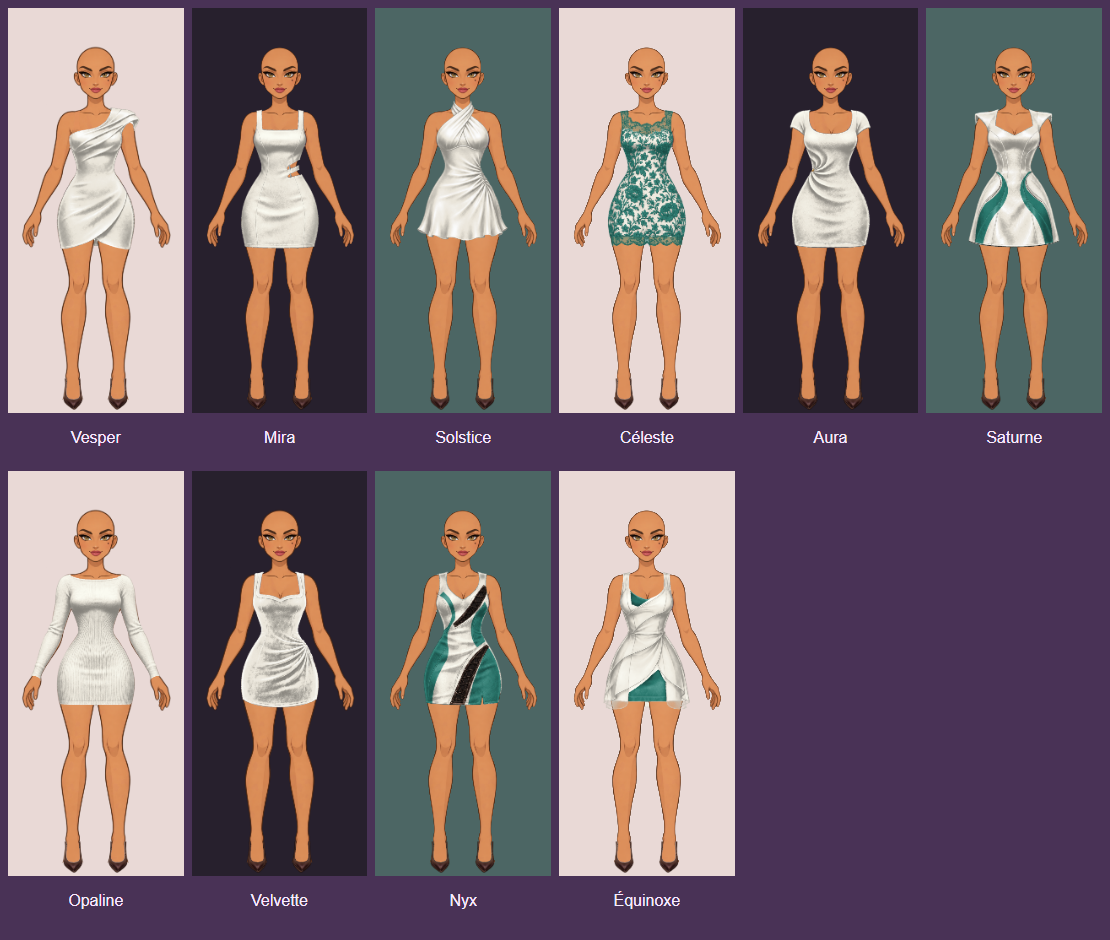 Vesper
Mira
Solstice
Céleste
Aura
Saturne
Opaline
Velvette
Nyx
Équinoxe